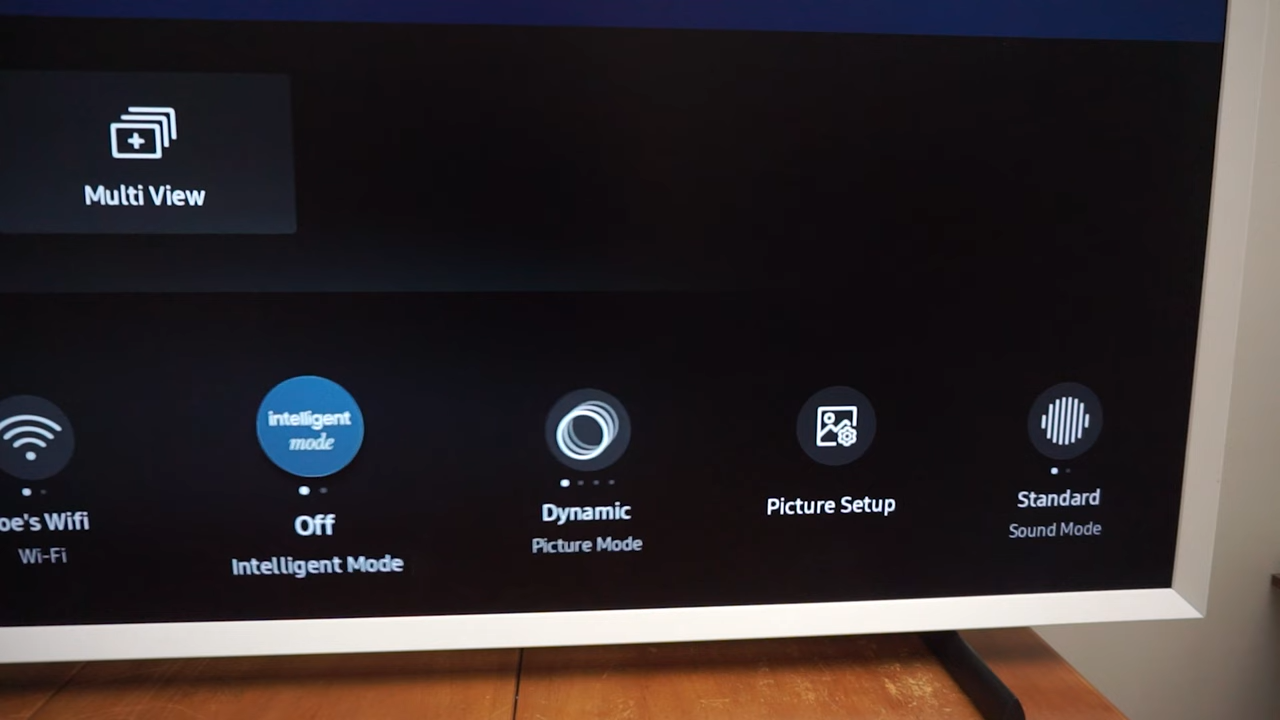 Multi View
intelligent
mode
oe's Wifi
Wi-Fi
Off
Intelligent Mode
Dynamic
Picture Mode
Picture Setup
Standard
Sound Mode